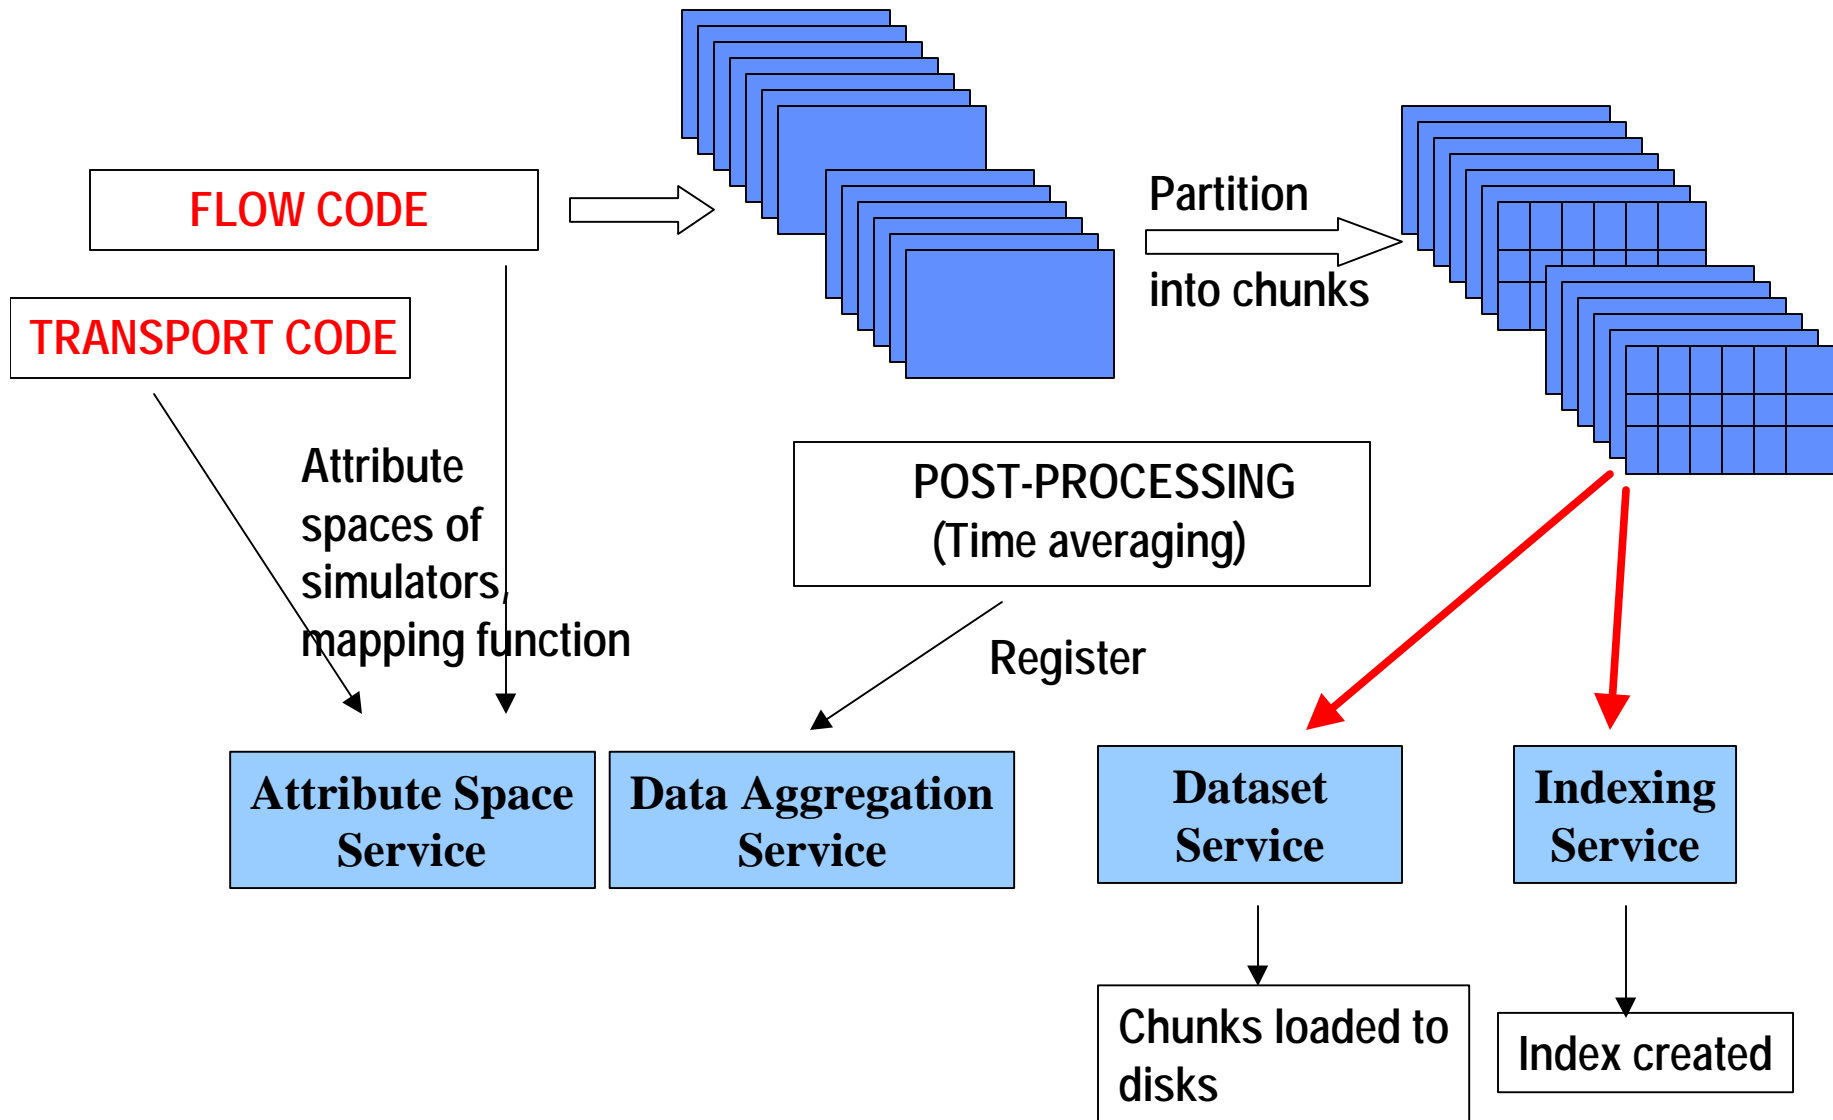 FLOW CODE
TRANSPORT CODE
Partition
into chunks
Attribute
spaces of
simulators,
mapping function
POST-PROCESSING
(Time averaging)
Register
Attribute Space
Service
Data Aggregation
Service
Dataset
Service
Indexing
Service
Chunks loaded to
disks
Index created